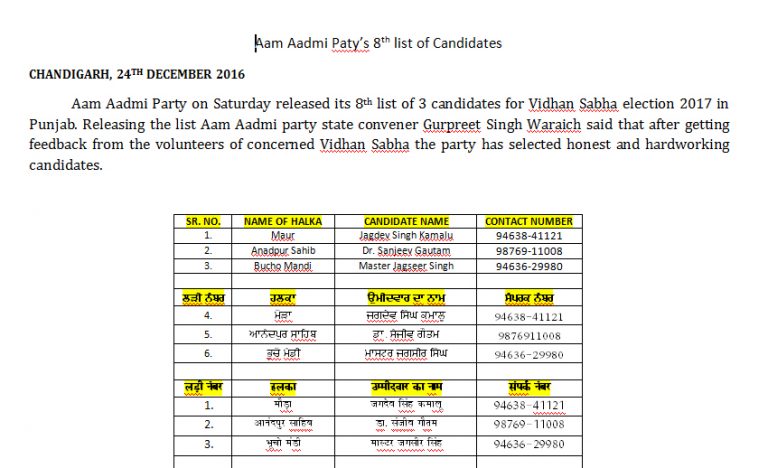 Aam Aadmi Paty's 8th list of Candidates
CHANDIGARH, 24TH DECEMBER 2016
Aam Aadmi Party on Saturday released its 8th list of 3 candidates for Vidhan Sabha election 2017 in
Punjab. Releasing the list Aam Aadmi party state convener Gurpreet Singh Waraich said that after getting
feedback from the volunteers of concerned Vidhan Sabha the party has selected honest and hardworking
candidates.
SR. NO. NAME OF HALKA CANDIDATE NAME CONTACT NUMBER
1. Maur Jagdev Singh Kamalu 94638-41121
2. Anadpur Sahib Dr. Sanjeev Gautam 98769-11008
3. Bucho Mandi Master Jagseer Singh 94636-29980
ਲੜੀ ਨੰਬਰ ਹਲਕਾ ਉਮੀਦਵਾਰ ਦਾ ਨਾਮ ਸੰਪਰਕ ਨੰਬਰ
4. ਮੌੜਾ ਜਗਦੇਵ ਸਿੰਘ ਕਮਾਲੂ 94638-41121
5. ਆਨੰਦਪੁਰ ਸਾਹਿਬ ਡਾ. ਸੰਜੀਵ ਗੌਤਮ 9876911008
6. ਭੁਚੋ ਮੰਡੀ ਮਾਸਟਰ ਜਗਸੀਰ ਸਿੰਘ 94636-29980
लड़ी नंबर हलका उम्मीदवार का नाम संपर्क नंबर
1. मौड़ा जगदेव सिंह कमालू 94638-41121
2. आनंदपुर साहिब डा. संजीव गौतम 98769-11008
3. भूचो मंडी मास्टर जगसीर सिंह 94636-29980